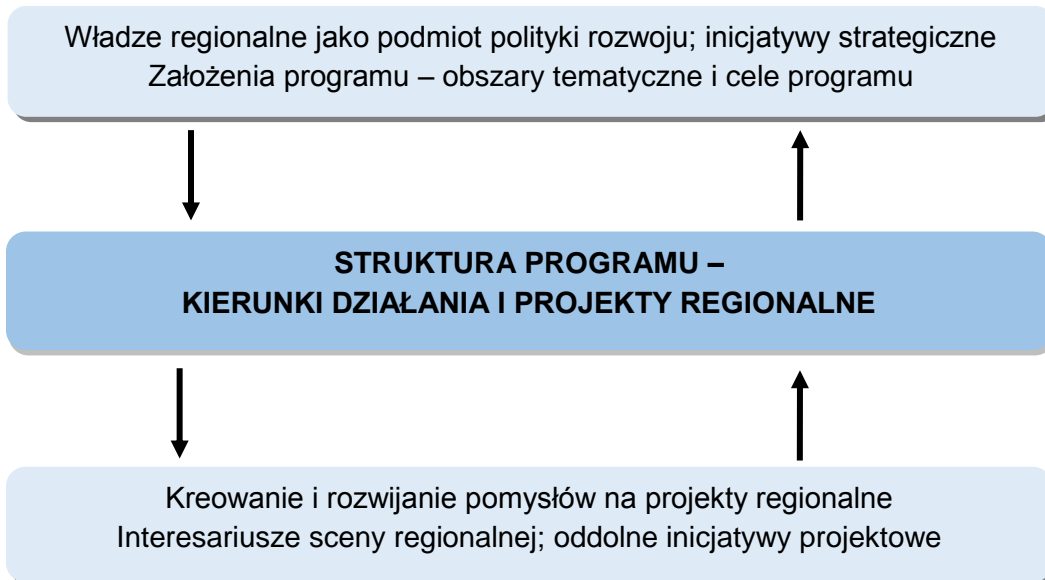 Władze regionalne jako podmiot polityki rozwoju; inicjatywy strategiczne
Założenia programu – obszary tematyczne i cele programu
STRUKTURA PROGRAMU –
KIERUNKI DZIAŁANIA I PROJEKTY REGIONALNE
Kreowanie i rozwijanie pomysłów na projekty regionalne
Interesariusze sceny regionalnej; oddolne inicjatywy projektowe